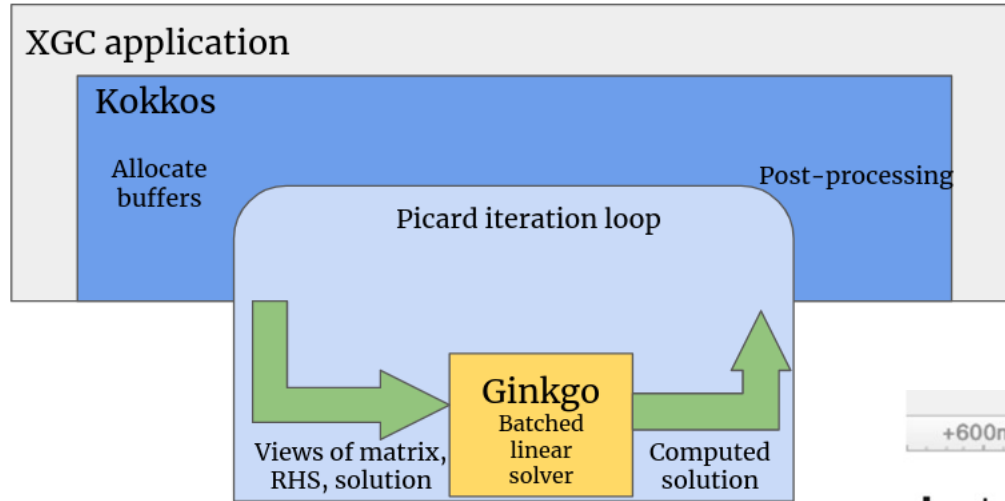 XGC application
Kokkos
Allocate
buffers
Post-processing
Picard iteration loop
Ginkgo
Batched
linear
solver
Views of matrix,
RHS, solution
Computed
solution